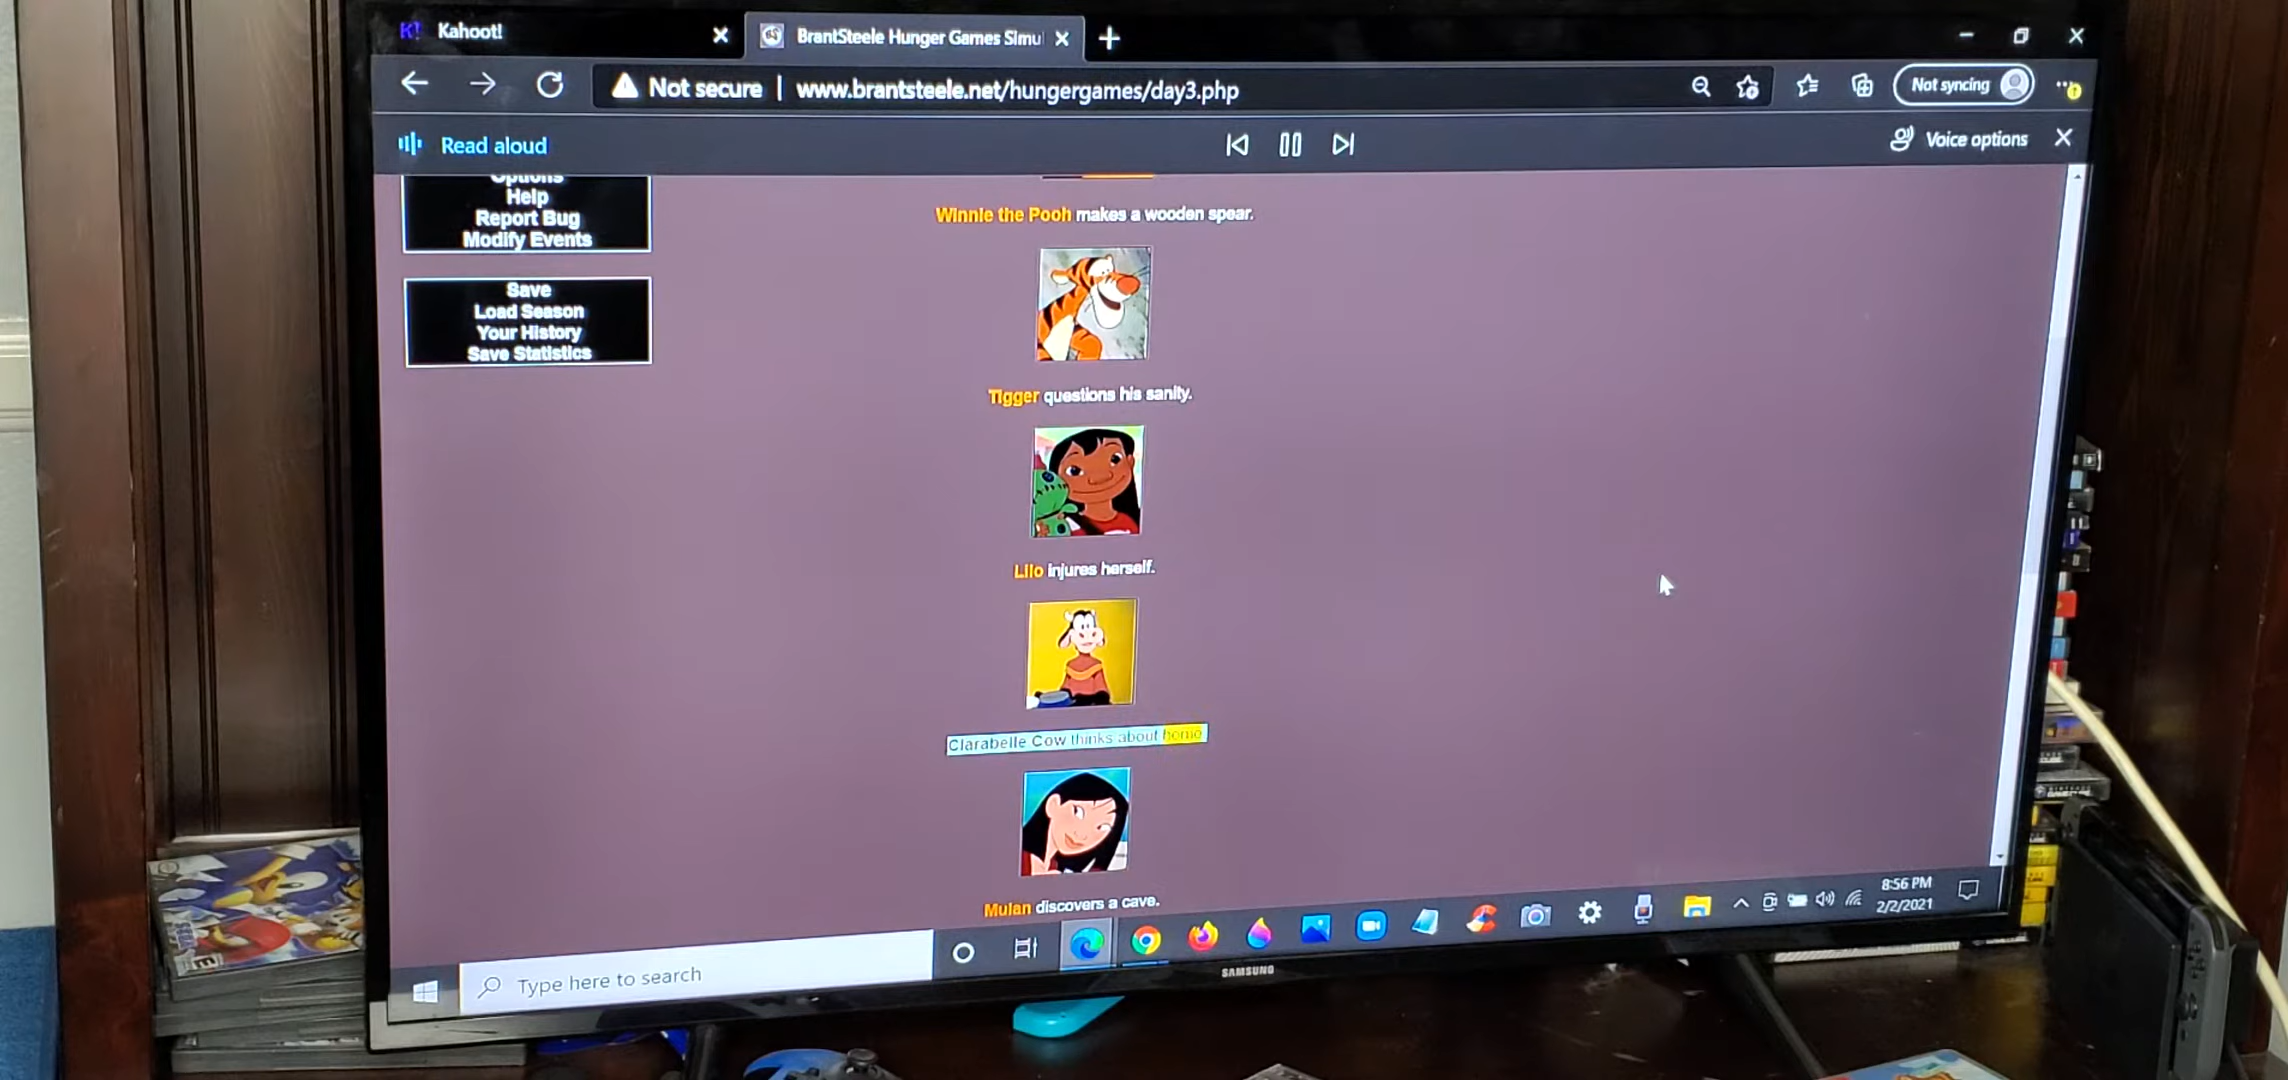 Kahoot!
BrantSteele Hunger Games Simu
Not secure | www.brantsteele.net/hungergames/day3.php
Not syncing
Read aloud
Voice options
Options
Help
Report Bug
Modify Events
Save
Load Season
Your History
Save Statistics
Winnie the Pooh makes a wooden spear.
Tigger questions his sanity.
Lilo injures herself.
Clarabelle Cow thinks about home
Mulan discovers a cave.
Type here to search
8:56 PM
2/2/2021
SAMSUNG